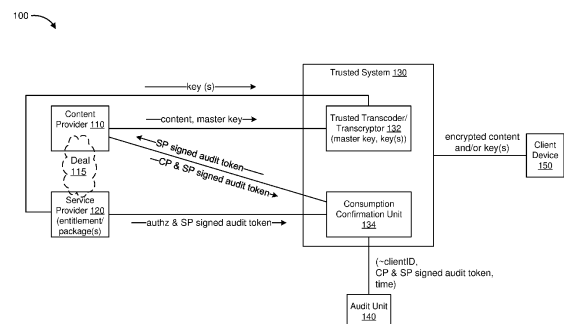 100
Trusted System 130
key (s)
Content
Provider 110
content, master key
Trusted Transcoder/
Transcryptor
132
(master key, key(s))
SP signed audit token
CP & SP signed audit token
Deal
115
encrypted content
and/or key(s)
Client
Device 150
Service
Provider 120
(entitlement/
package(s)
authz & SP signed audit token
Consumption
Confirmation Unit
134
(~clientID,
CP & SP signed audit token,
time)
Audit Unit
140